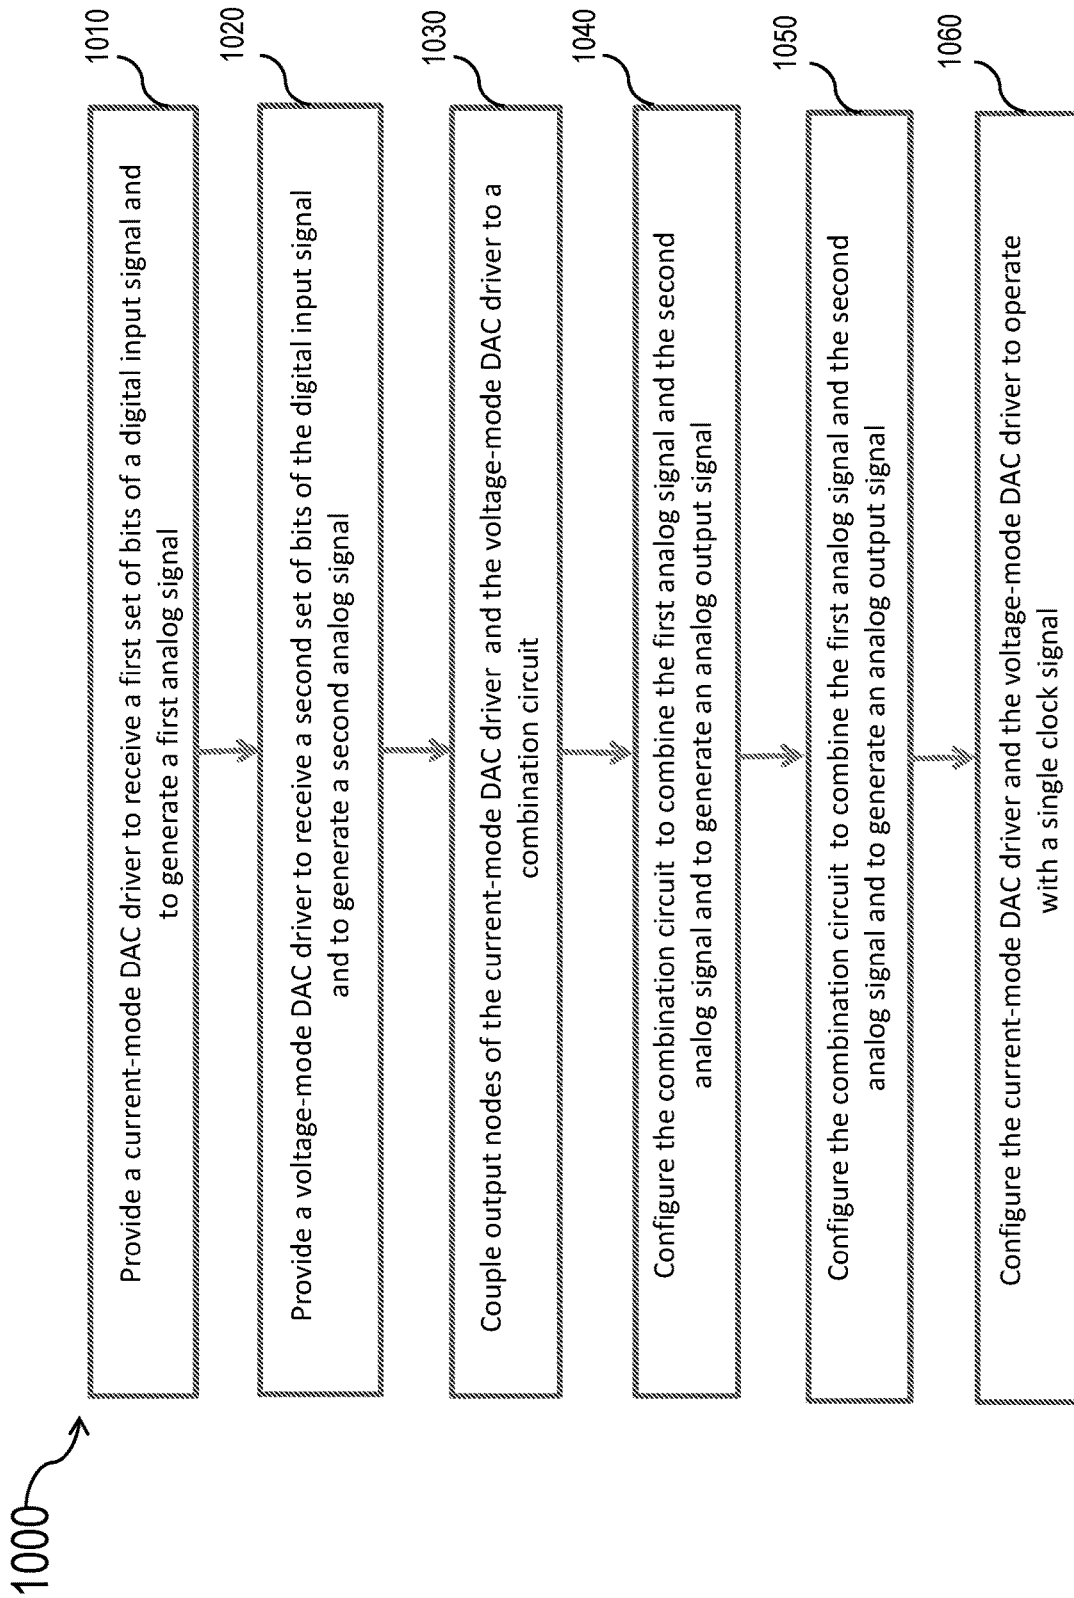 1000
1010
Provide a current-mode DAC driver to receive a first set of bits of a digital input signal and
to generate a first analog signal
1020
Provide a voltage-mode DAC driver to receive a second set of bits of the digital input signal
and to generate a second analog signal
1030
Couple output nodes of the current-mode DAC driver and the voltage-mode DAC driver to a
combination circuit
1040
Configure the combination circuit to combine the first analog signal and the second
analog signal and to generate an analog output signal
1050
Configure the combination circuit to combine the first analog signal and the second
analog signal and to generate an analog output signal
1060
Configure the current-mode DAC driver and the voltage-mode DAC driver to operate
with a single clock signal